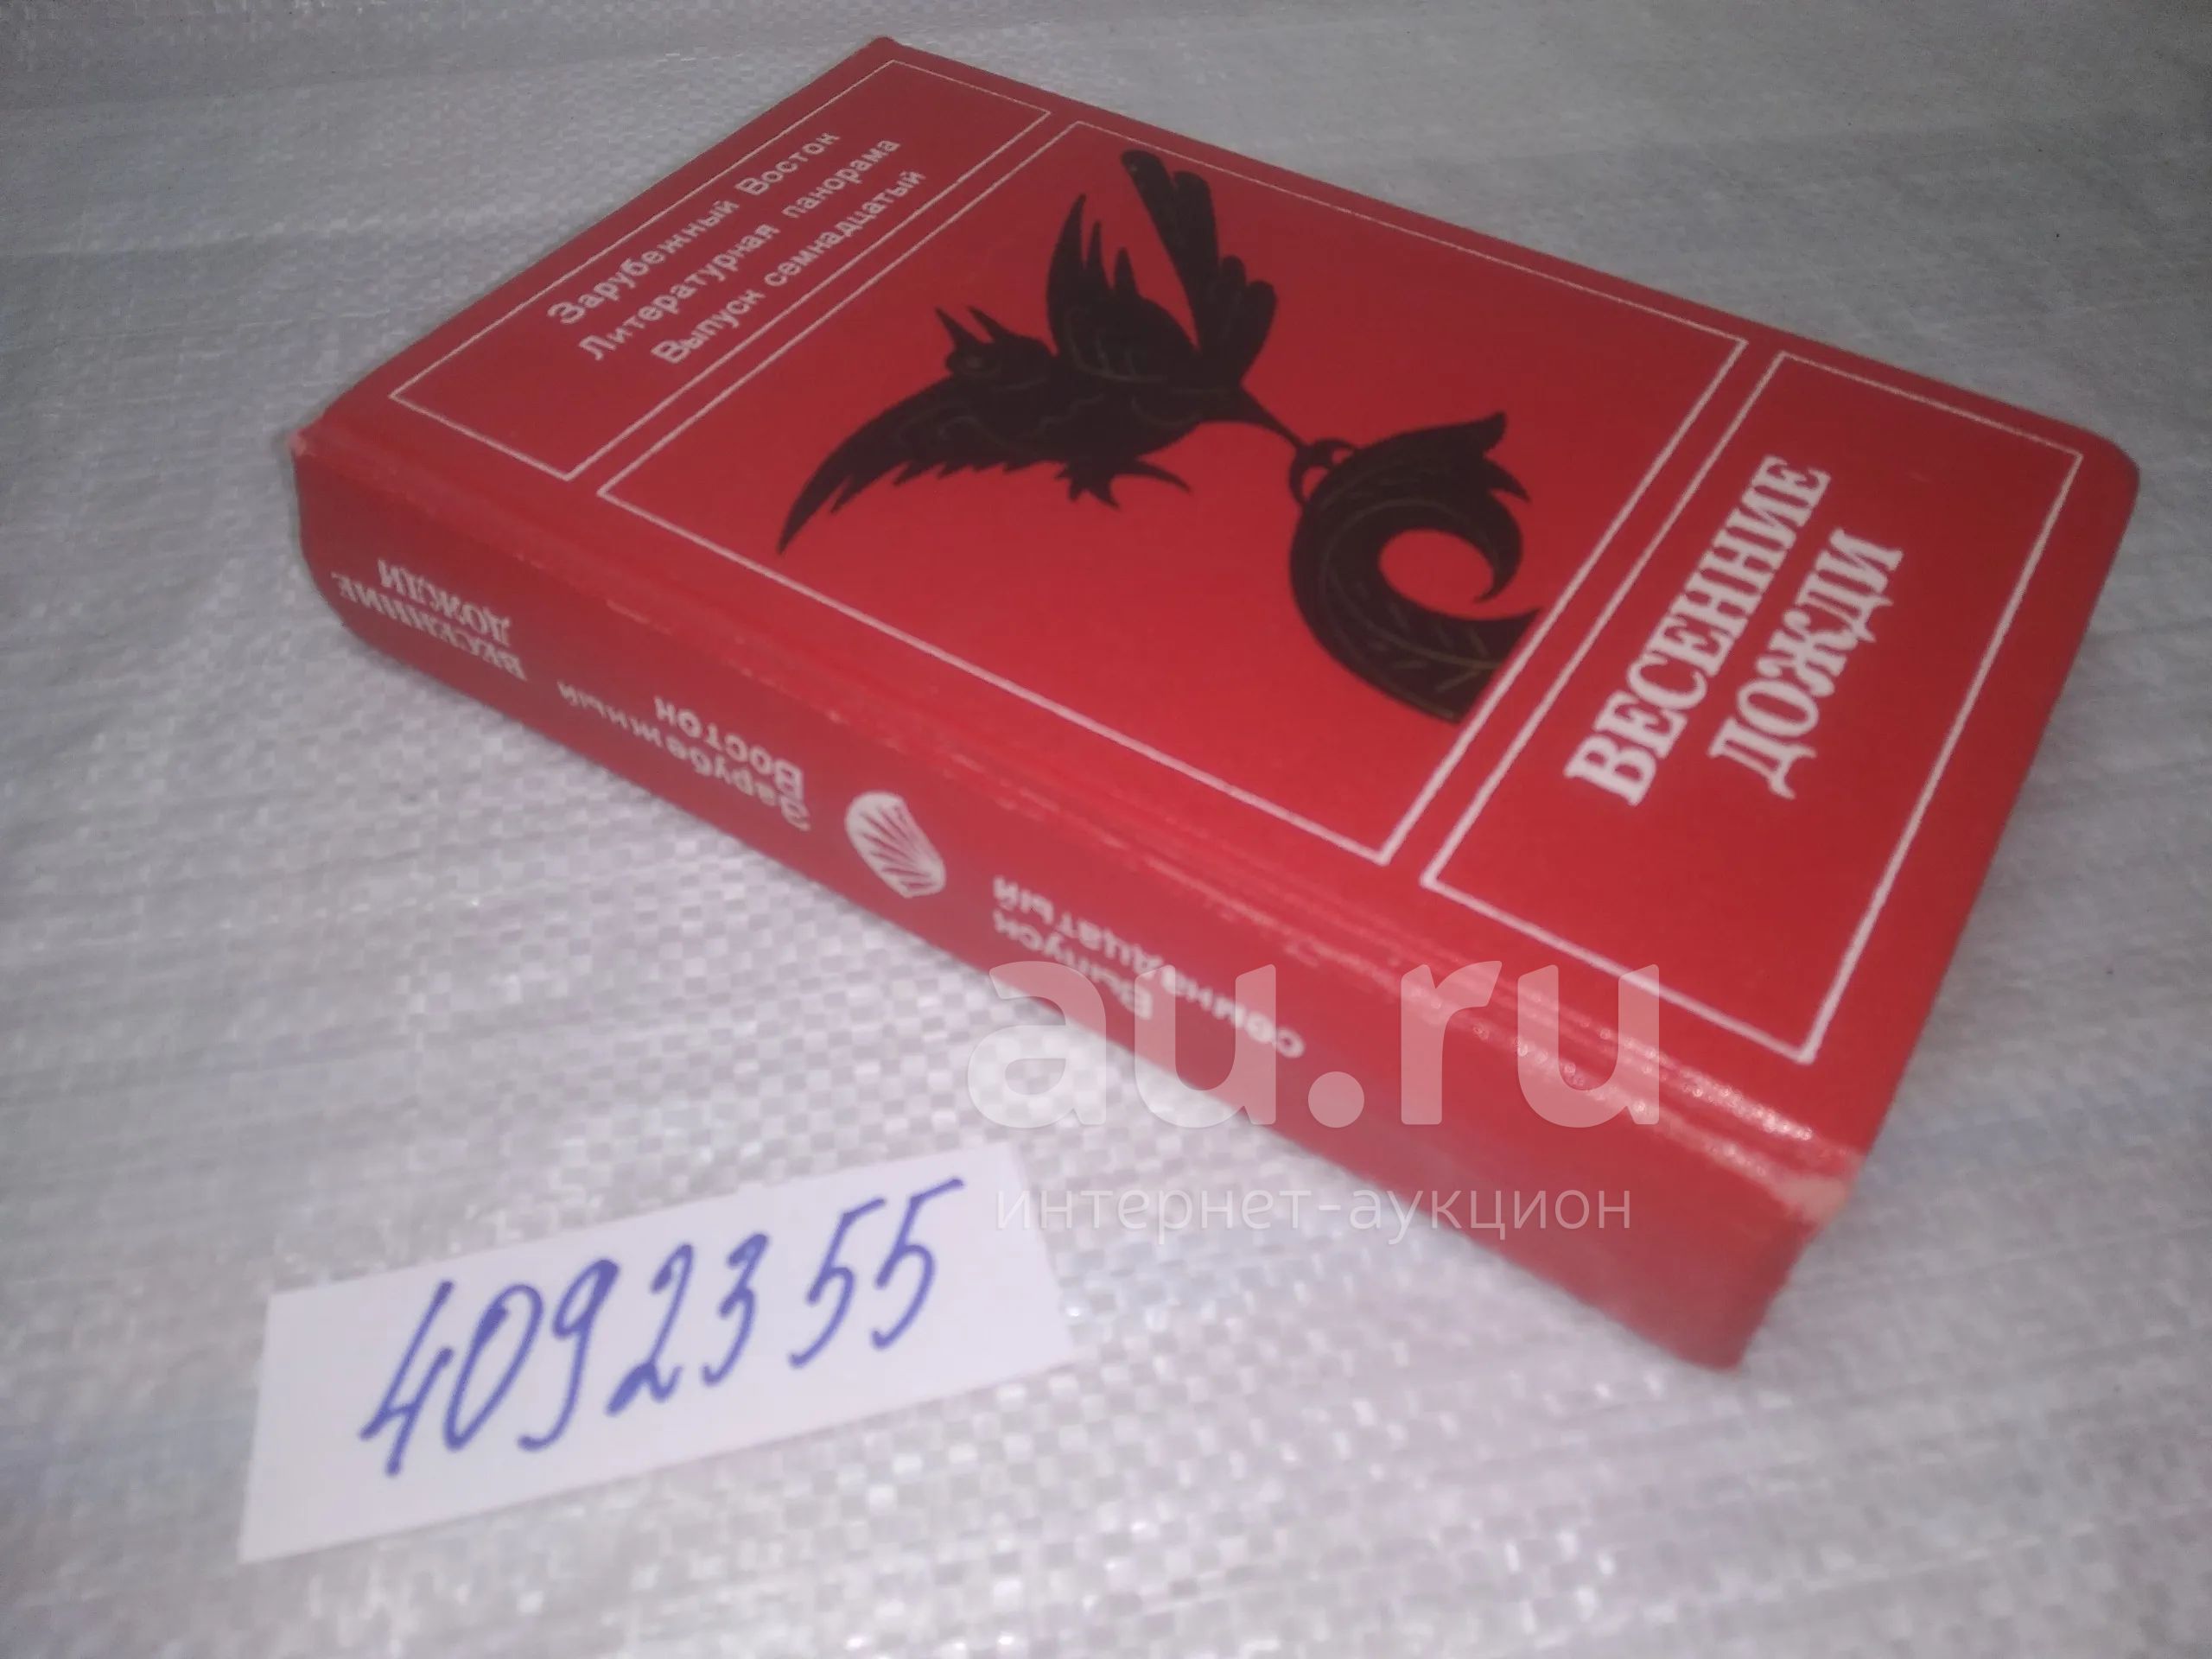 Зарубежный Восток
Литературная панорама
Выпуск семнадцатый
ВЕСЕННИЕ
ДОЖДИ
ВЕСЕННИЕ
ДОЖДИ
Зарубежный
Восток
Выпуск
семнадцатый
au.ru
интернет-аукцион
4092355